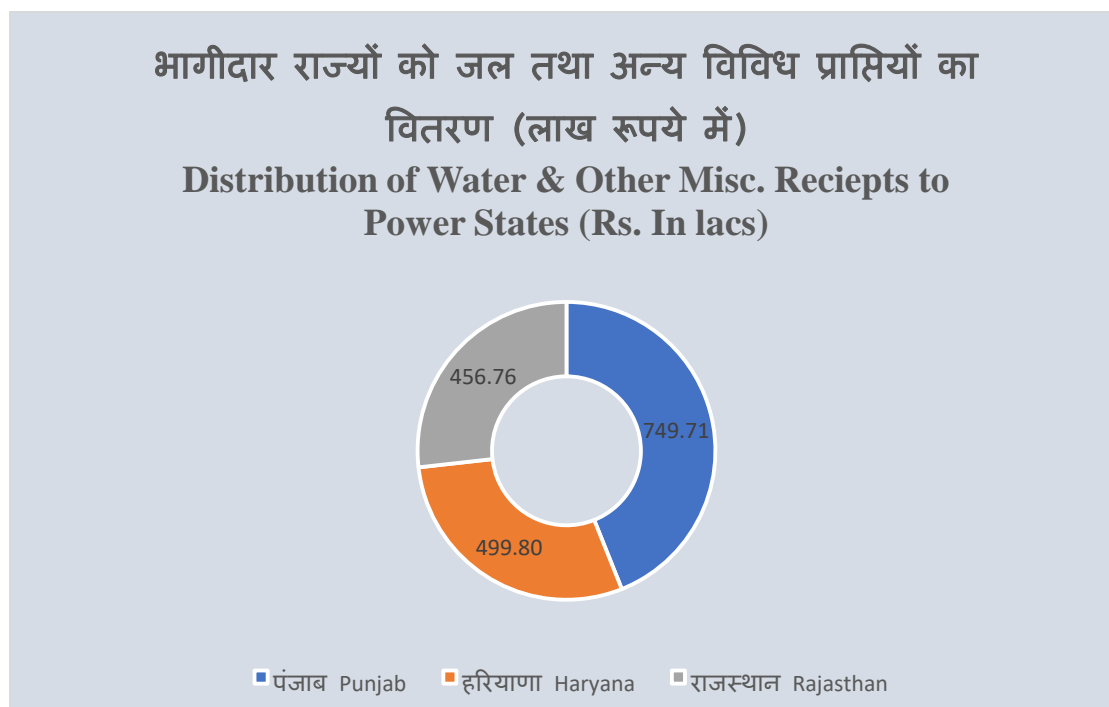 भागीदार राज्यों को जल तथा अन्य विविध प्राप्तियों का
वितरण (लाख रूपये में)
Distribution of Water & Other Misc. Reciepts to
Power States (Rs. In lacs)
456.76
749.71
499.80
पंजाब Punjab हरियाणा Haryana राजस्थान Rajasthan